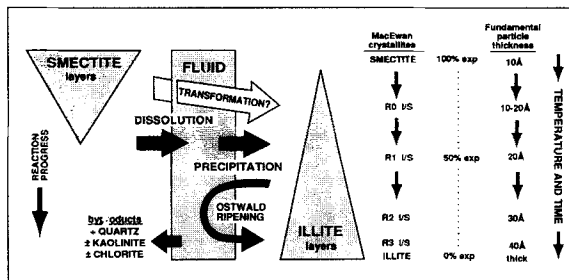 SMECTITE
layers
REACTION
PROGRESS
FLUID
TRANSFORMATION?
DISSOLUTION
PRECIPITATION
OSTWALD
RIPENING
+ QUARTZ
± KAOLINITE
± CHLORITE
ILLITE
layers
MacEwan
crystallites
Fundamental
particle
thickness
SMECTITE 100% exp 10Å
R0 I/S 10-20Å
R1 I/S 50% exp 20Å
R2 I/S 30Å
R3 I/S 40Å
ILLITE 0% exp thick
TEMPERATURE AND TIME